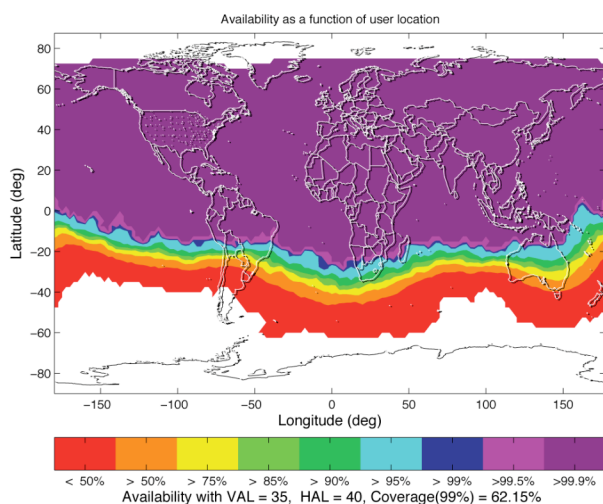 Availability as a function of user location
80
60
40
20
0
−20
−40
−60
−80
Latitude (deg)
−150 −100 −50 0 50 100 150
Longitude (deg)
< 50% > 50% > 75% > 85% > 90% > 95% > 99% >99.5% >99.9%
Availability with VAL = 35, HAL = 40, Coverage(99%) = 62.15%